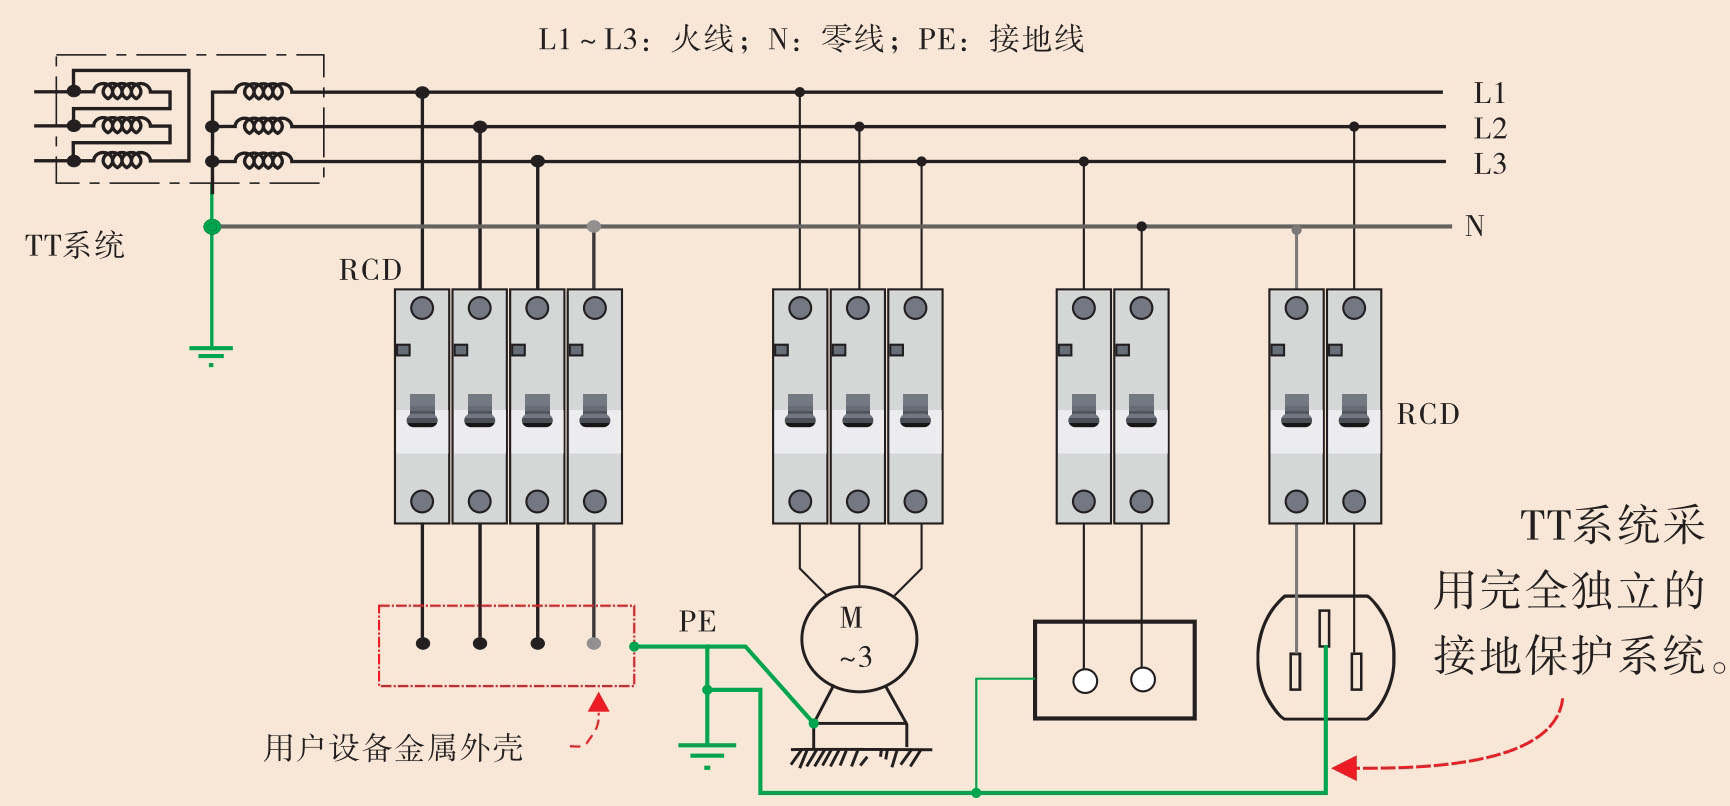 L1~L3：火线；N：零线；PE：接地线
L1
L2
L3
N
TT系统
RCD
RCD
TT系统采
用完全独立的
接地保护系统。
PE
M
~3
用户设备金属外壳